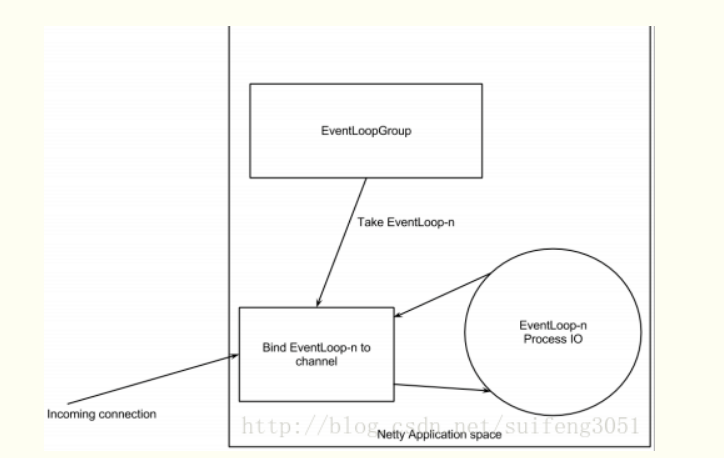 EventLoopGroup
Take EventLoop-n
EventLoop-n
Process IO
Bind EventLoop-n to
channel
Incoming connection
http://blog.csdn.net/suifeng3051
Netty Application space